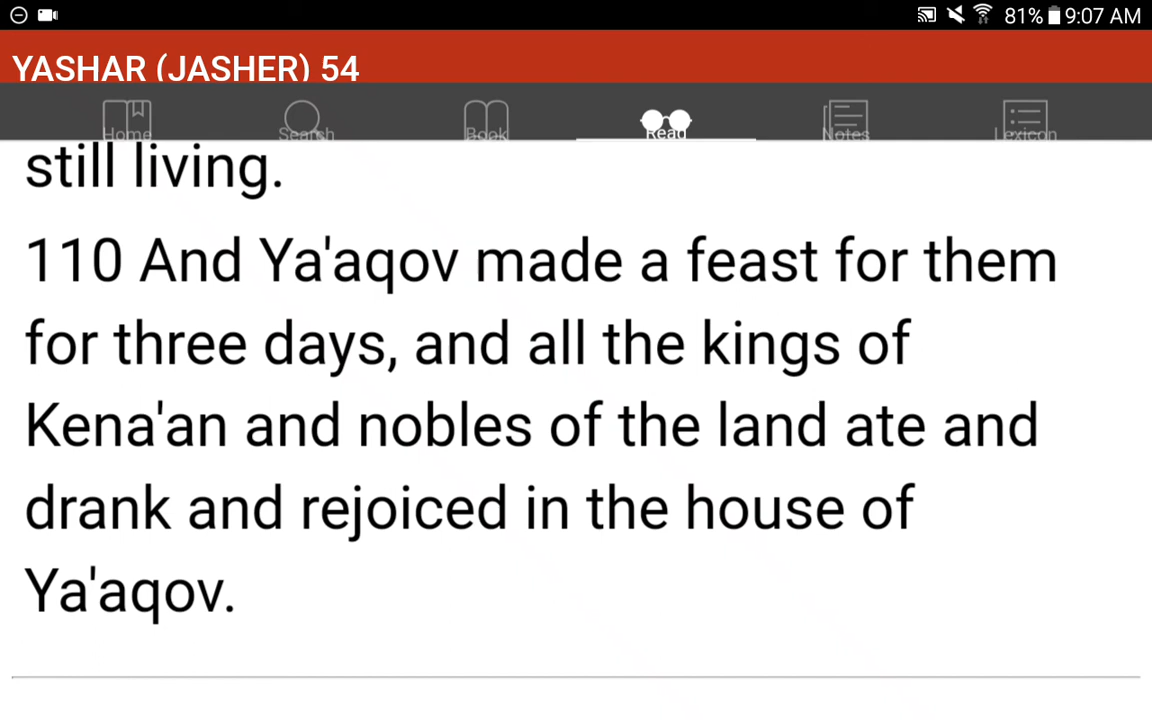 81% 9:07 AM
YASHAR (JASHER) 54
Home Search Book Read Notes Lexicon
still living.
110 And Ya'aqov made a feast for them
for three days, and all the kings of
Kena'an and nobles of the land ate and
drank and rejoiced in the house of
Ya'aqov.